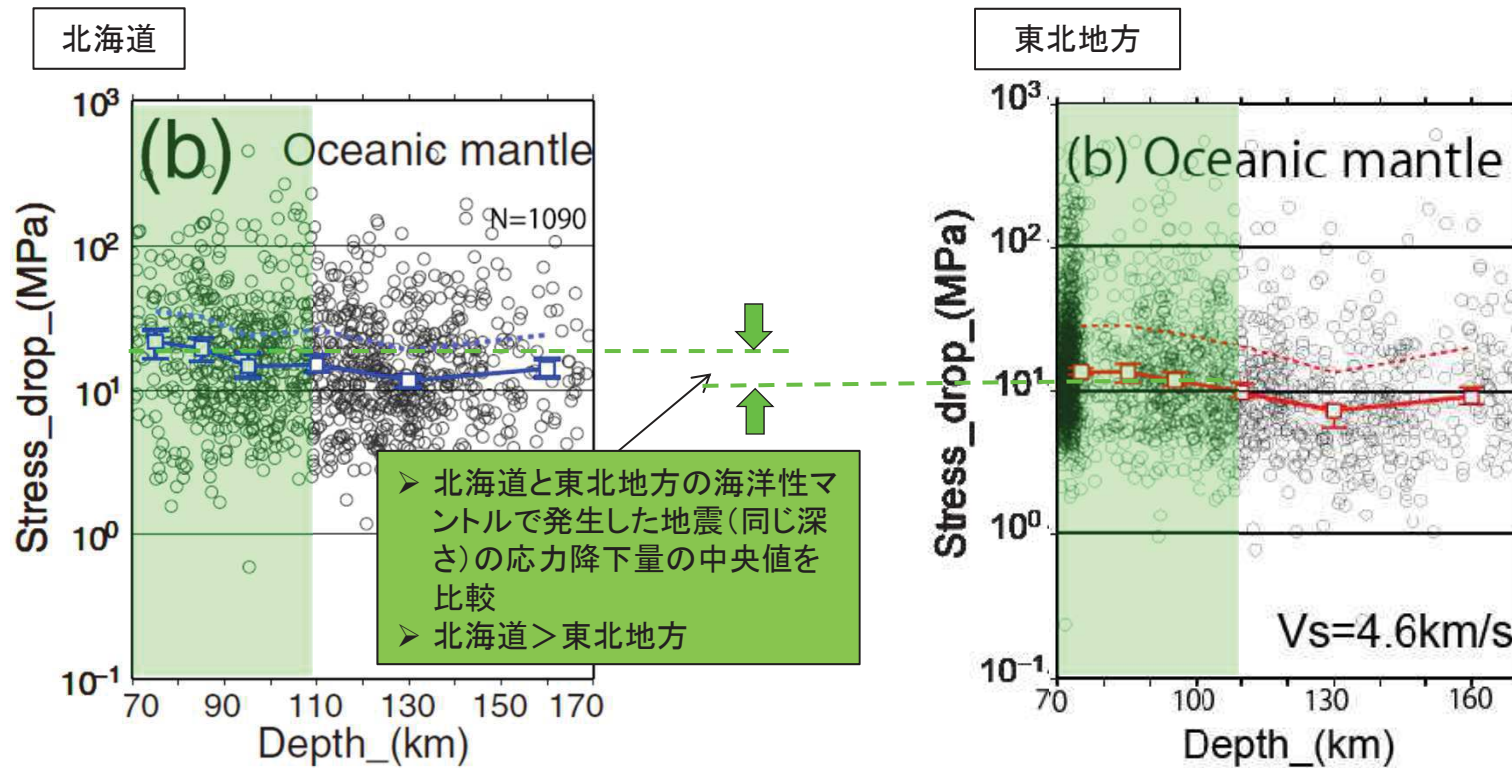 北海道
10³
10²
10¹
10⁰
10⁻¹
Stress_drop_(MPa)
(b) Oceanic mantle
N=1090
70 90 110 130 150 170
Depth_(km)
➢ 北海道と東北地方の海洋性マ
ントルで発生した地震(同じ深
さ)の応力降下量の中央値を
比較
➢ 北海道＞東北地方
東北地方
10³
10²
10¹
10⁰
10⁻¹
Stress_drop_(MPa)
(b) Oceanic mantle
Vs=4.6km/s
70 100 130 160
Depth_(km)